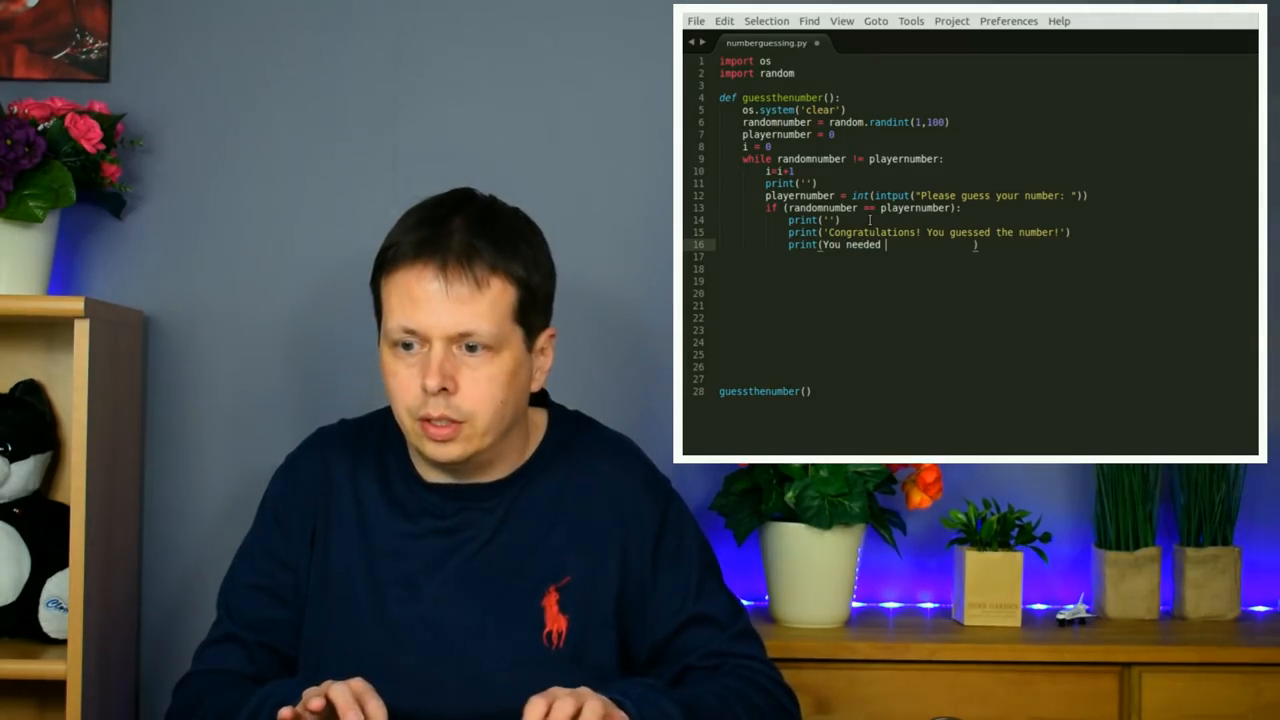 File Edit Selection Find View Goto Tools Project Preferences Help
numberguessing.py
1 import os
2 import random
3
4 def guessthenumber():
5 os.system('clear')
6 randomnumber = random.randint(1,100)
7 playernumber = 0
8 i = 0
9 while randomnumber != playernumber:
10 i=i+1
11 print('')
12 playernumber = int(intput("Please guess your number: "))
13 if (randomnumber == playernumber):
14 print('')
15 print('Congratulations! You guessed the number!')
16 print(You needed )
17
18
19
20
21
22
23
24
25
26
27
28 guessthenumber()